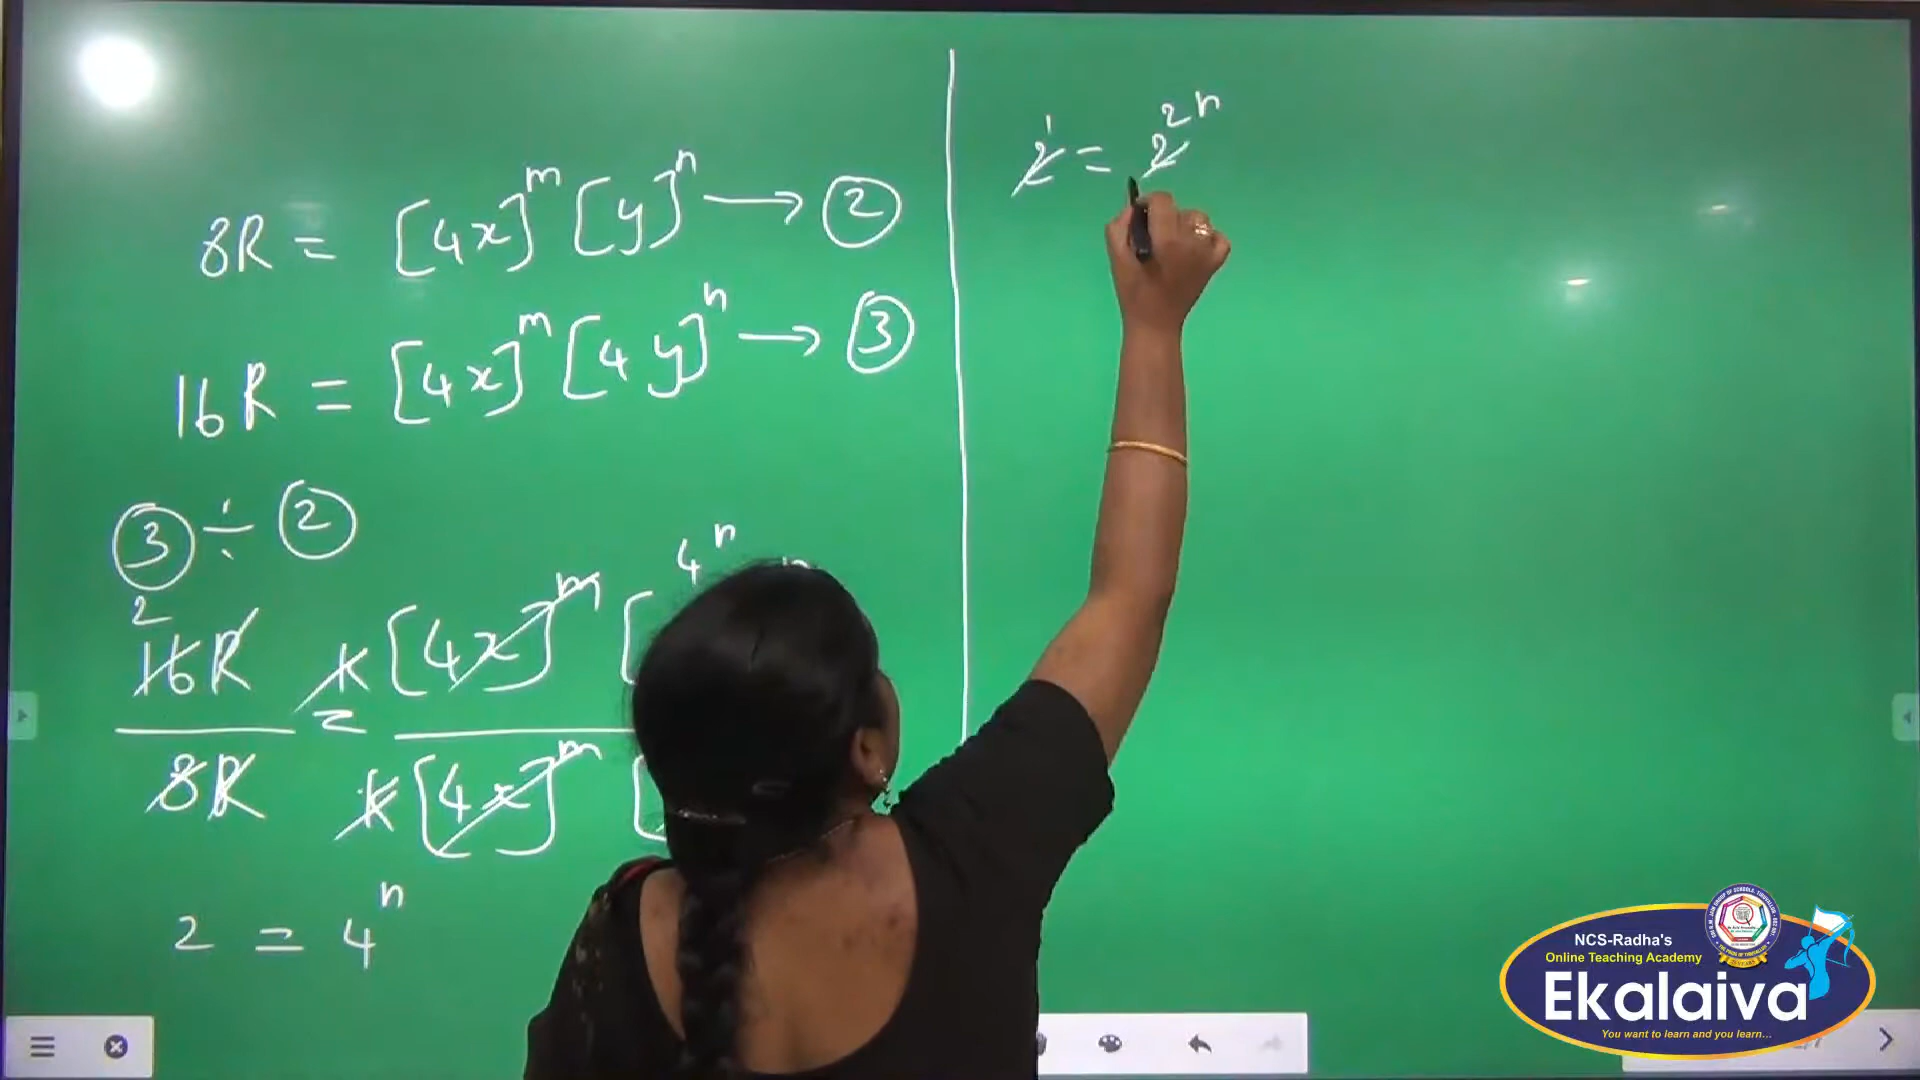 8R = [4x]^m [y]^n → ②
16R = [4x]^m [4y]^n → ③
③ ÷ ②
4^n
2
16R k[4x]^m [
=
8R k[4x]^m [
2 = 4^n
2^1 = 2^2n
NCS-Radha's
Online Teaching Academy
Ekalaiva
You want to learn and you learn...